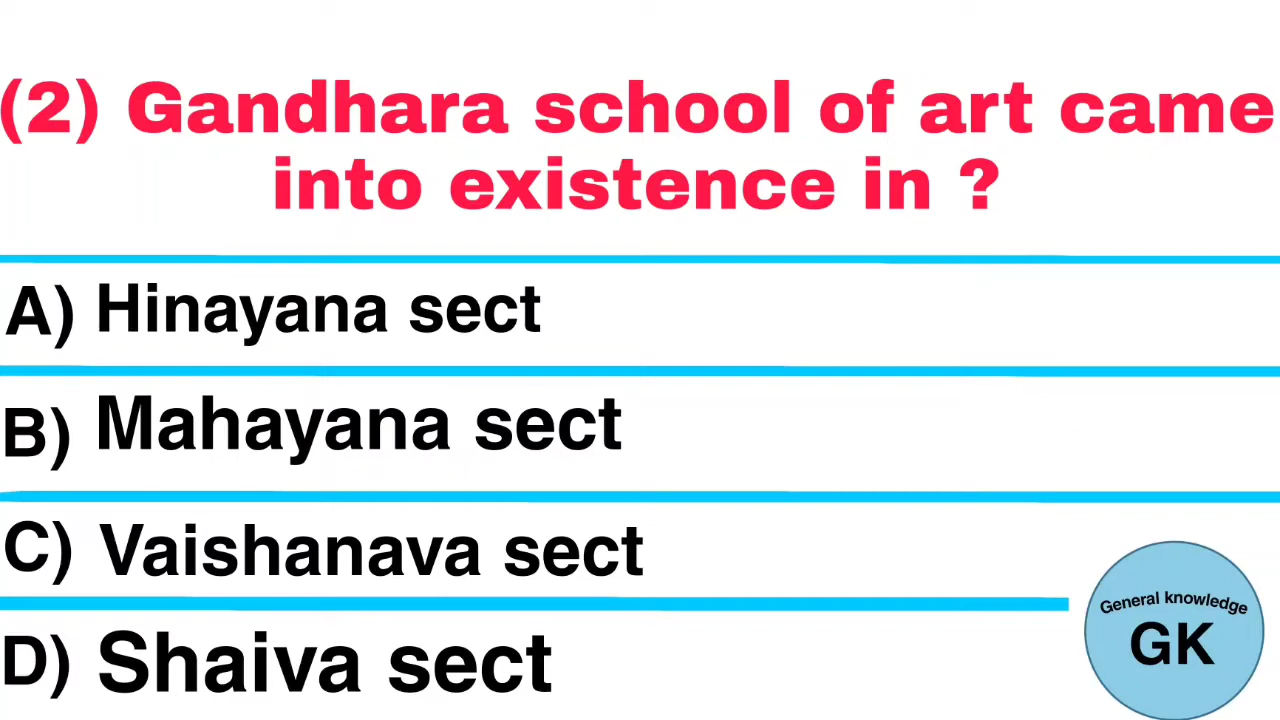 (2) Gandhara school of art came
into existence in ?
A) Hinayana sect
B) Mahayana sect
C) Vaishanava sect
D) Shaiva sect
General knowledge
GK